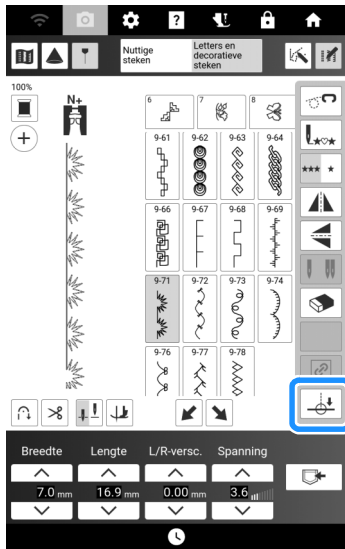 ?
Nuttige
steken
Letters en
decoratieve
steken
100%
N+
6
7
8
9-61
9-62
9-63
9-64
9-66
9-67
9-68
9-69
9-71
9-72
9-73
9-74
9-76
9-77
9-78
Breedte
Lengte
L/R-versc.
Spanning
7.0 mm
16.9 mm
0.00 mm
3.6